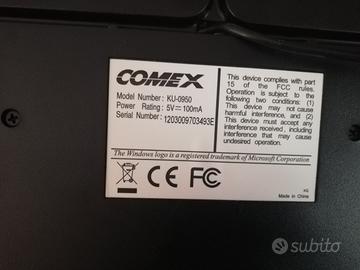 COMEX
Model Number: KU-0950
Power Rating: 5V⎓100mA
Serial Number: 1203009703493E
This device complies with part
15 of the FCC rules.
Operation is subject to the
following two conditions: (1)
This device may not cause
harmful interference, and (2)
This device must accept any
interference received, including
interference that may cause
undesired operation.
The Windows logo is a registered trademark of Microsoft Corporation
CE FC
Made in China
subito